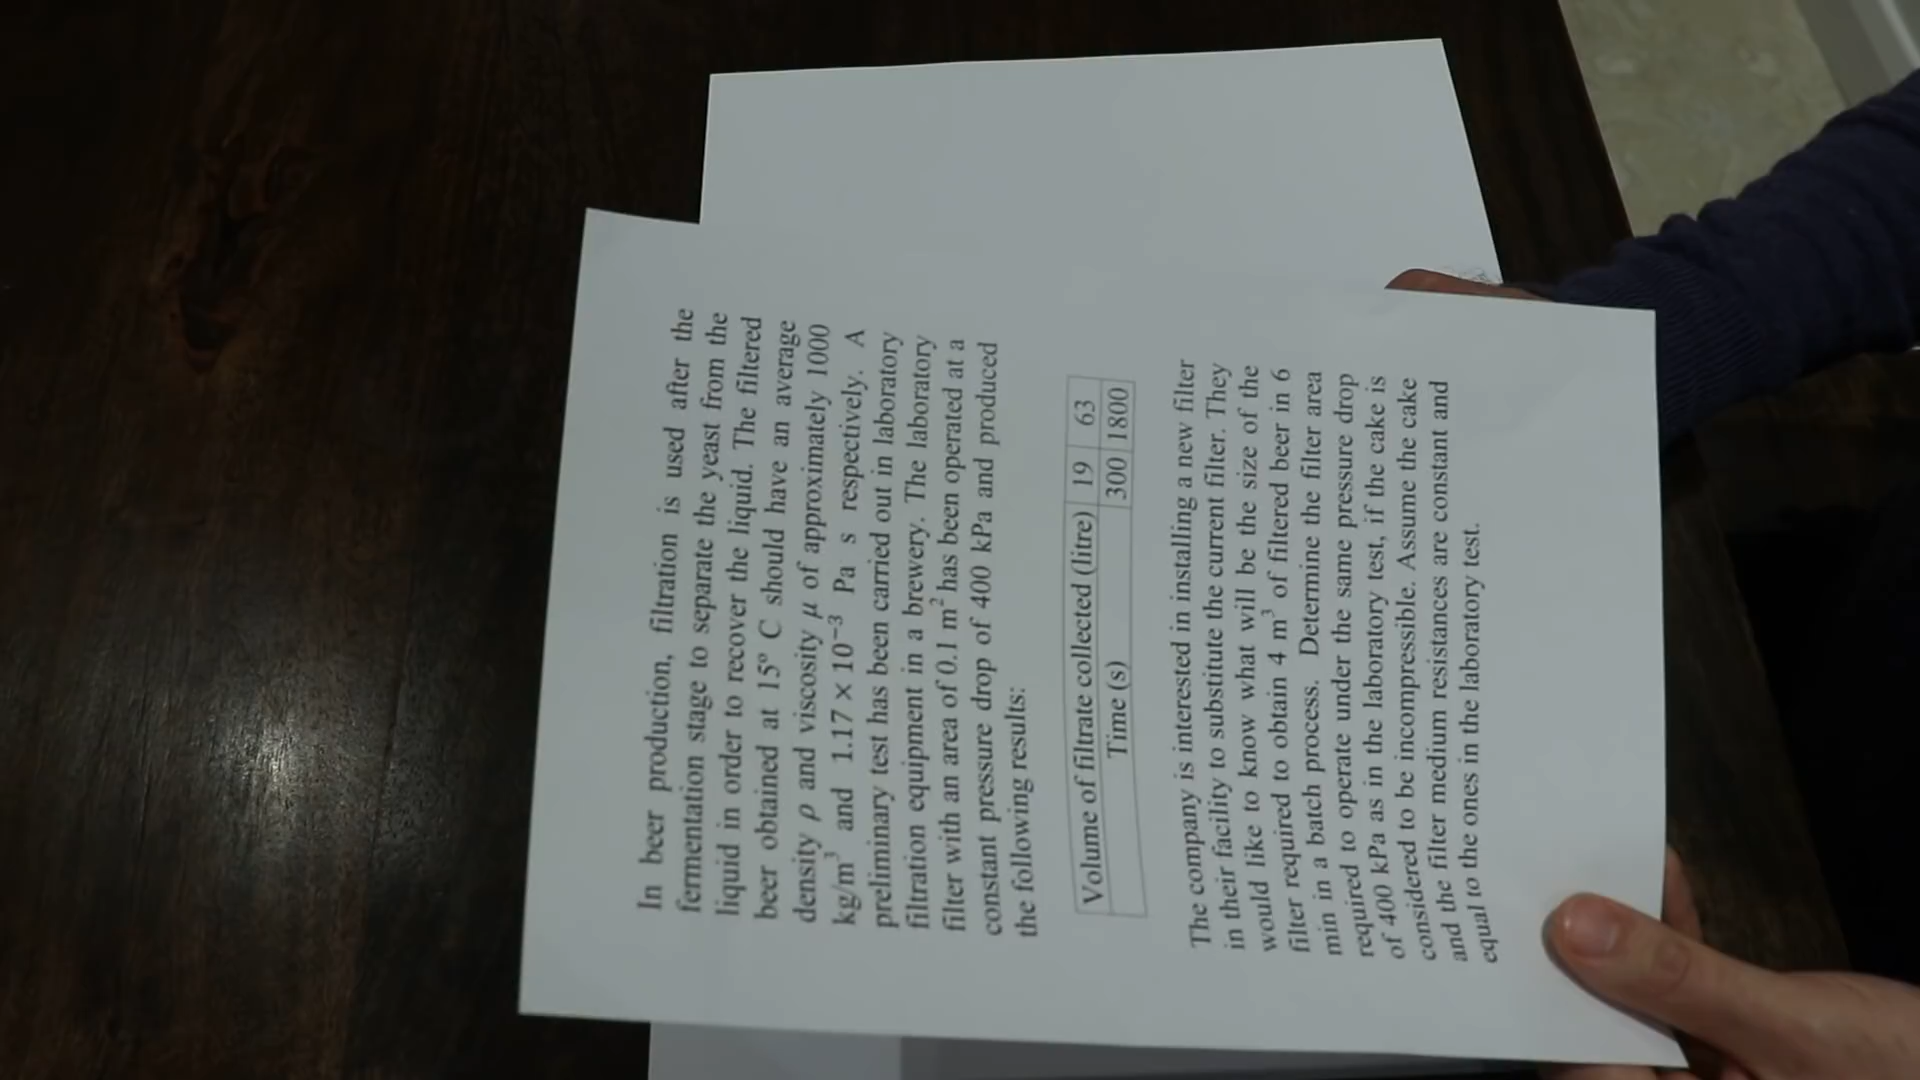 In beer production, filtration is used after the
fermentation stage to separate the yeast from the
liquid in order to recover the liquid. The filtered
beer obtained at 15° C should have an average
density ρ and viscosity μ of approximately 1000
kg/m³ and 1.17 × 10⁻³ Pa s respectively. A
preliminary test has been carried out in laboratory
filtration equipment in a brewery. The laboratory
filter with an area of 0.1 m² has been operated at a
constant pressure drop of 400 kPa and produced
the following results:
Volume of filtrate collected (litre) 19 63
Time (s) 300 1800
The company is interested in installing a new filter
in their facility to substitute the current filter. They
would like to know what will be the size of the
filter required to obtain 4 m³ of filtered beer in 6
min in a batch process. Determine the filter area
required to operate under the same pressure drop
of 400 kPa as in the laboratory test, if the cake is
considered to be incompressible. Assume the cake
and the filter medium resistances are constant and
equal to the ones in the laboratory test.